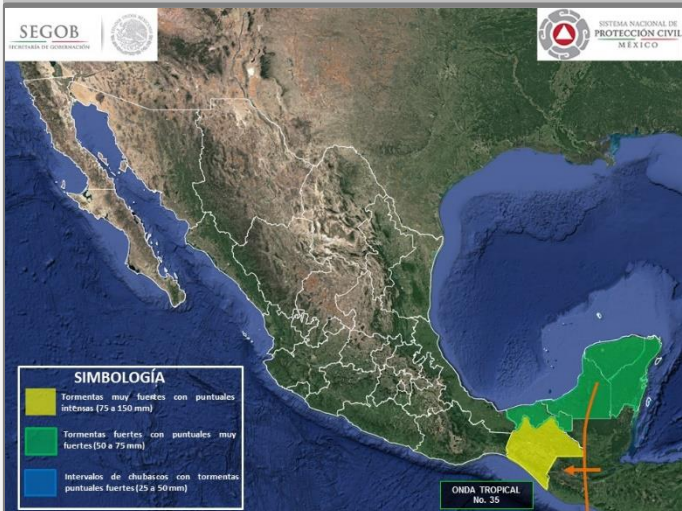 SEGOB
SECRETARÍA DE GOBERNACIÓN
SISTEMA NACIONAL DE
PROTECCIÓN CIVIL
MÉXICO
SIMBOLOGÍA
Tormentas muy fuertes con puntuales
intensas (75 a 150 mm)
Tormentas fuertes con puntuales muy
fuertes (50 a 75 mm)
Intervalos de chubascos con tormentas
puntuales fuertes (25 a 50 mm)
ONDA TROPICAL
No. 35